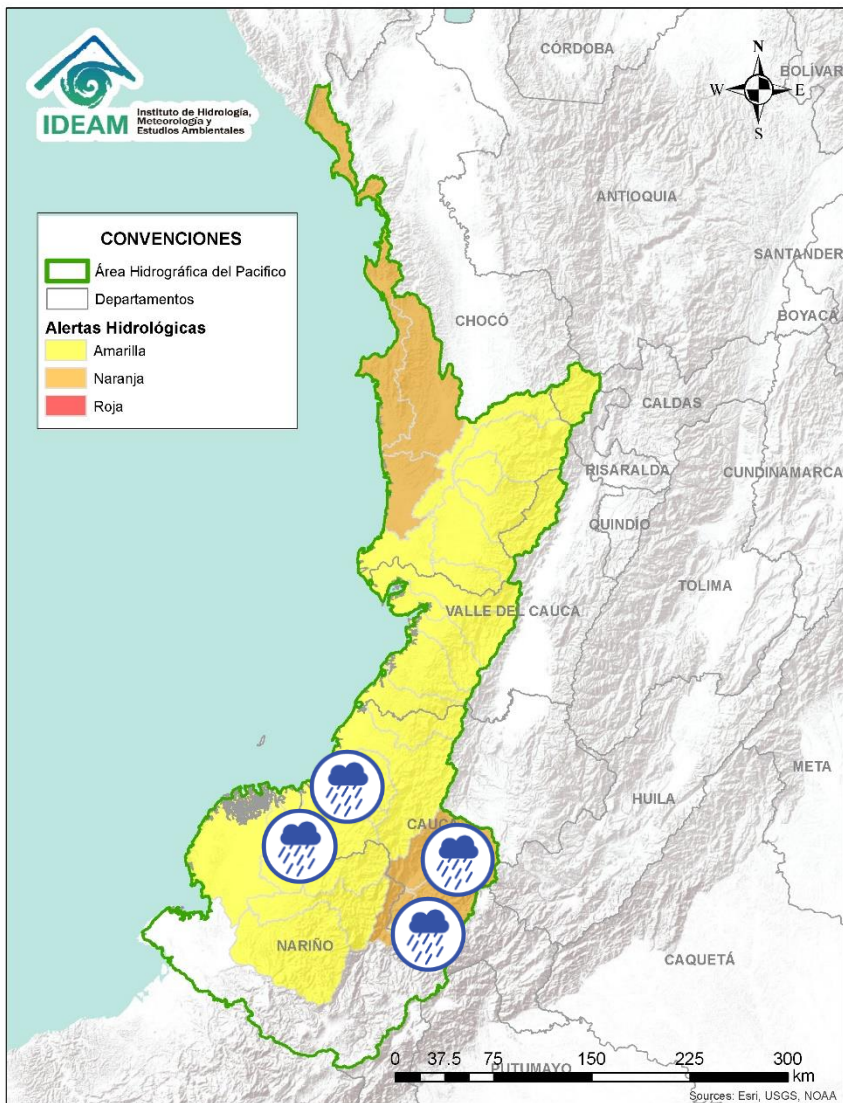 IDEAM
Instituto de Hidrología,
Meteorología y
Estudios Ambientales
CÓRDOBA
BOLÍVAR
N
W
E
S
ANTIOQUIA
CONVENCIONES
Área Hidrográfica del Pacifico
Departamentos
Alertas Hidrológicas
Amarilla
Naranja
Roja
SANTANDER
BOYACA
CHOCÓ
CALDAS
RISARALDA
CUNDINAMARCA
QUINDÍO
TOLIMA
VALLE DEL CAUCA
META
HUILA
CAUCA
NARIÑO
CAQUETÁ
0 37.5 75 150 225 300
km
PUTUMAYO
Sources: Esri, USGS, NOAA